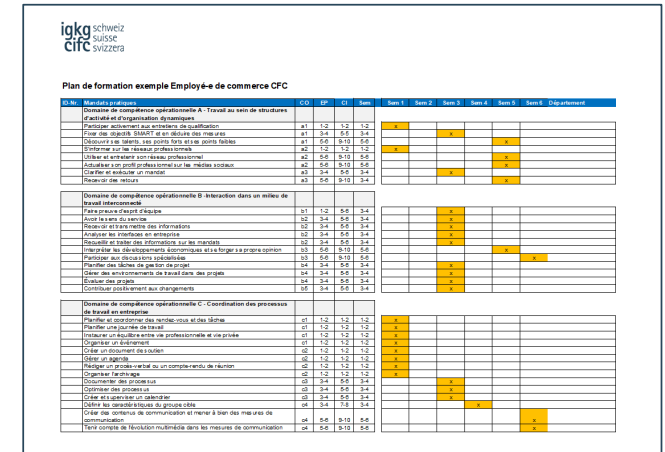 igkg schweiz
cifc suisse
svizzera
Plan de formation exemple Employé-e de commerce CFC
ID-Nr. Mandats pratiques CO EP CI Sem Sem 1 Sem 2 Sem 3 Sem 4 Sem 5 Sem 6 Département
Domaine de compétence opérationnelle A - Travail au sein de structures
d'activité et d'organisation dynamiques
Participer activement aux entretiens de qualification a1 1-2 1-2 1-2 x
Fixer des objectifs SMART et en déduire des mesures a1 3-4 5-5 3-4 x
Découvrir ses talents, ses points forts et ses points faibles a1 5-6 9-10 5-6 x
S'informer sur les réseaux professionnels a2 1-2 1-2 1-2 x
Utiliser et entretenir son réseau professionnel a2 5-6 9-10 5-6 x
Actualiser son profil professionnel sur les médias sociaux a2 5-6 9-10 5-6 x
Clarifier et exécuter un mandat a3 3-4 5-6 3-4 x
Recevoir des retours a3 5-6 9-10 3-4 x
Domaine de compétence opérationnelle B -Interaction dans un milieu de
travail interconnecté
Faire preuve d'esprit d'équipe b1 1-2 5-6 3-4 x
Avoir le sens du service b2 3-4 5-6 3-4 x
Recevoir et transmettre des informations b2 3-4 5-6 3-4 x
Analyser les interfaces en entreprise b2 3-4 5-6 3-4 x
Recueillir et traiter des informations sur les mandats b2 3-4 5-6 3-4 x
Interpréter les développements économiques et se forger sa propre opinion b3 5-6 9-10 5-6 x
Participer aux discussions spécialisées b3 5-6 9-10 5-6 x
Planifier des tâches de gestion de projet b4 3-4 5-6 3-4 x
Gérer des environnements de travail dans des projets b4 3-4 5-6 3-4 x
Évaluer des projets b4 3-4 5-6 3-4 x
Contribuer positivement aux changements b5 3-4 5-6 3-4 x
Domaine de compétence opérationnelle C - Coordination des processus
de travail en entreprise
Planifier et coordonner des rendez-vous et des tâches c1 1-2 1-2 1-2 x
Planifier une journée de travail c1 1-2 1-2 1-2 x
Instaurer un équilibre entre vie professionnelle et vie privée c1 1-2 1-2 1-2 x
Organiser un événement c1 1-2 1-2 1-2 x
Créer un document de soutien c2 1-2 1-2 1-2 x
Gérer un agenda c2 1-2 1-2 1-2 x
Rédiger un procès-verbal ou un compte-rendu de réunion c2 1-2 1-2 1-2 x
Organiser l'archivage c2 1-2 1-2 1-2 x
Documenter des processus c3 3-4 5-6 3-4 x
Optimiser des processus c3 3-4 5-6 3-4 x
Créer et superviser un calendrier c3 3-4 5-6 3-4 x
Définir les caractéristiques du groupe cible c4 3-4 7-8 3-4 x
Créer des contenus de communication et mener à bien des mesures de
communication c4 5-6 9-10 5-6 x
Tenir compte de l'évolution multimédia dans les mesures de communication c4 5-6 9-10 5-6 x